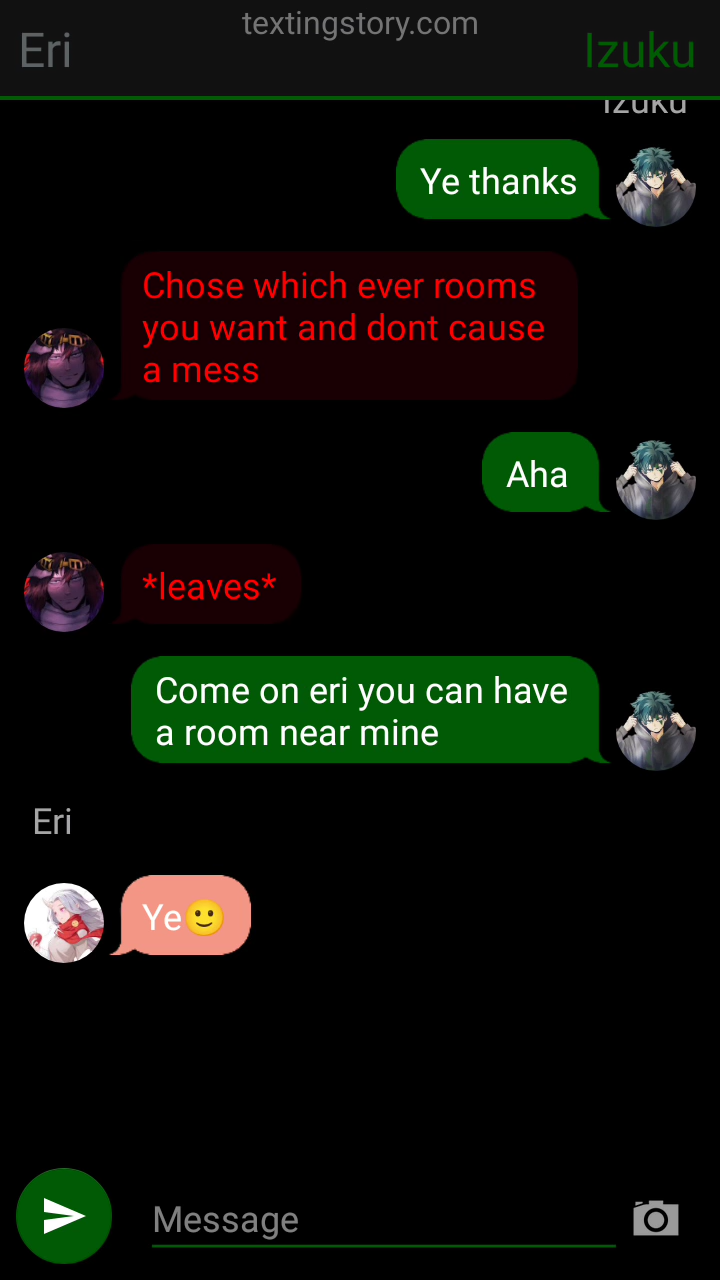 textingstory.com
Eri
Izuku
Izuku
Ye thanks
Chose which ever rooms
you want and dont cause
a mess
Aha
*leaves*
Come on eri you can have
a room near mine
Eri
Ye🙂
Message